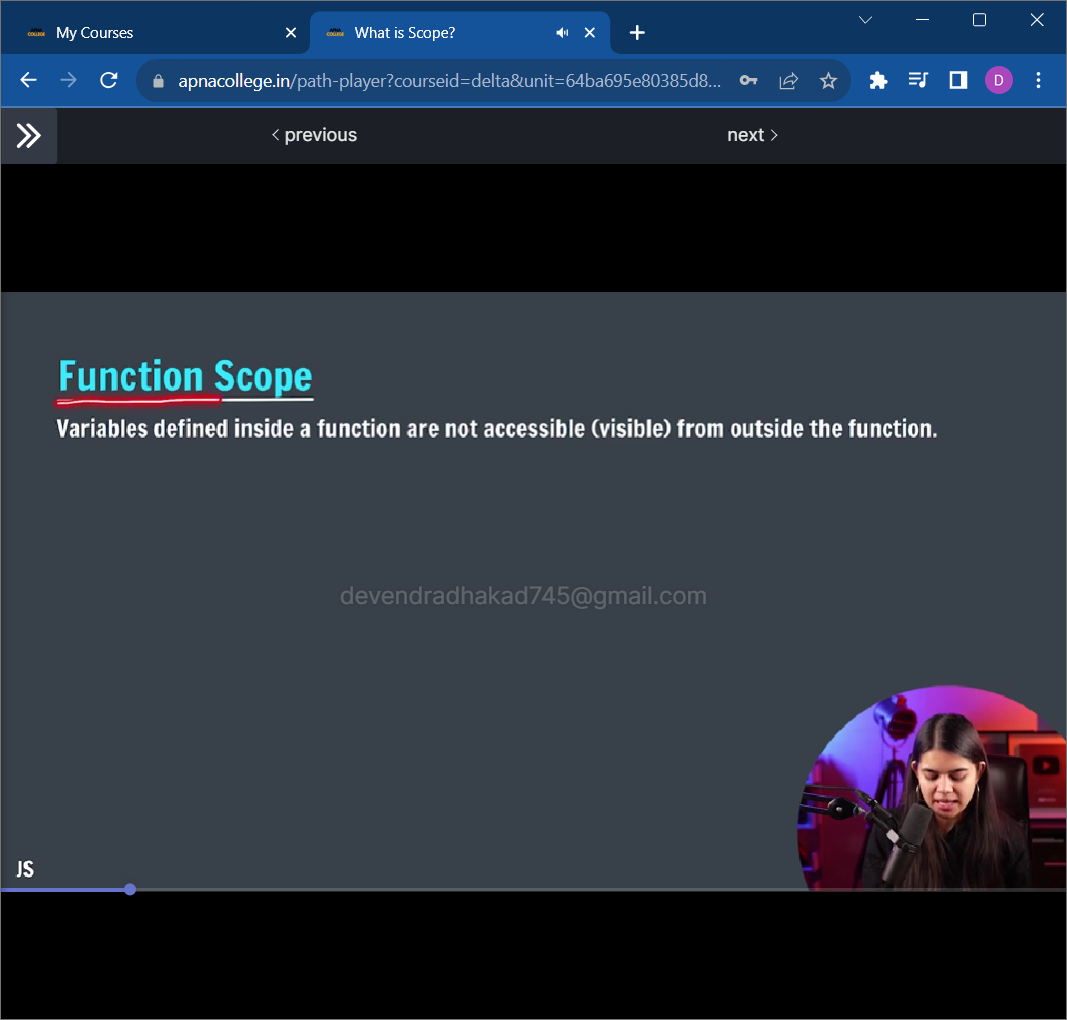 My Courses
What is Scope?
apnacollege.in/path-player?courseid=delta&unit=64ba695e80385d8...
D
previous
next
Function Scope
Variables defined inside a function are not accessible (visible) from outside the function.
devendradhakad745@gmail.com
JS